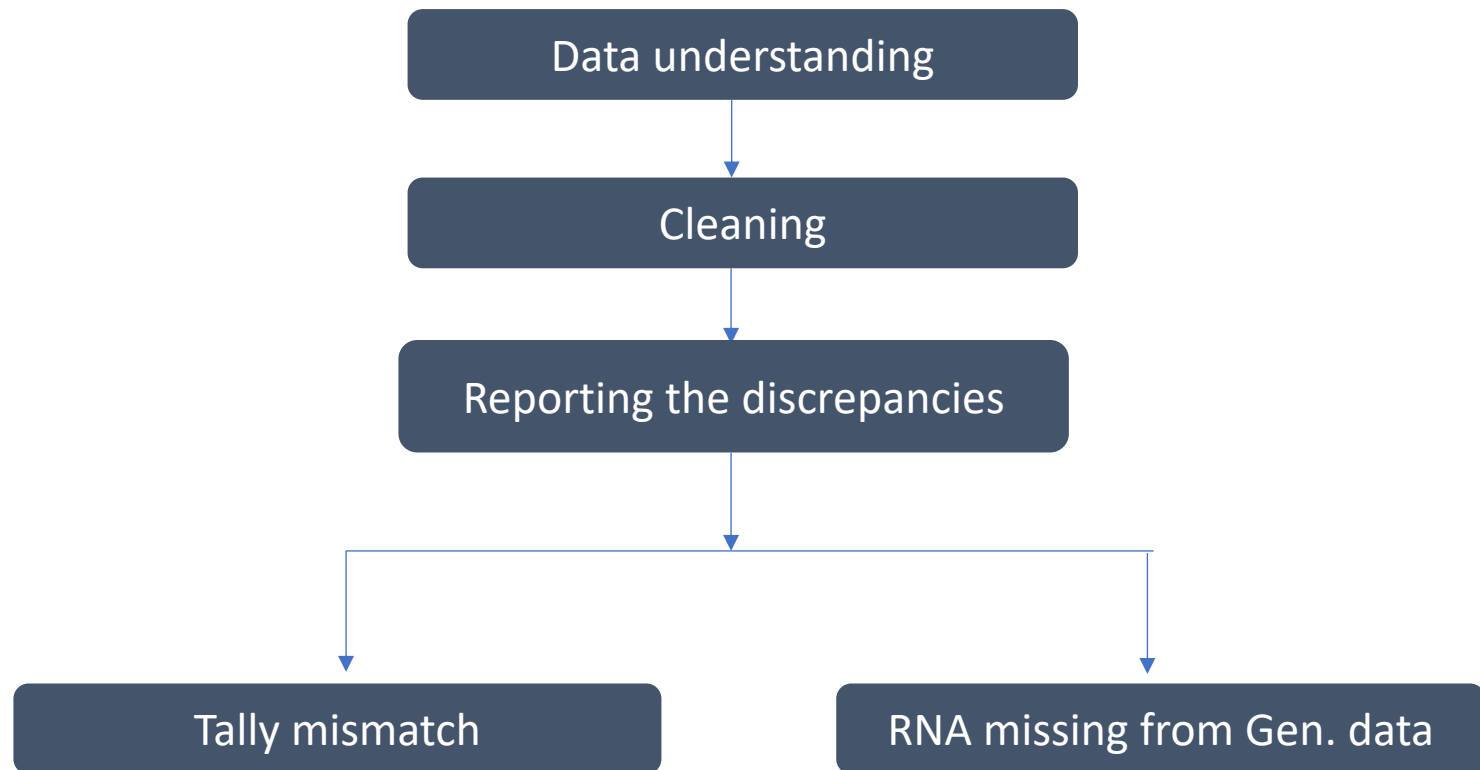 Data understanding
Cleaning
Reporting the discrepancies
Tally mismatch
RNA missing from Gen. data